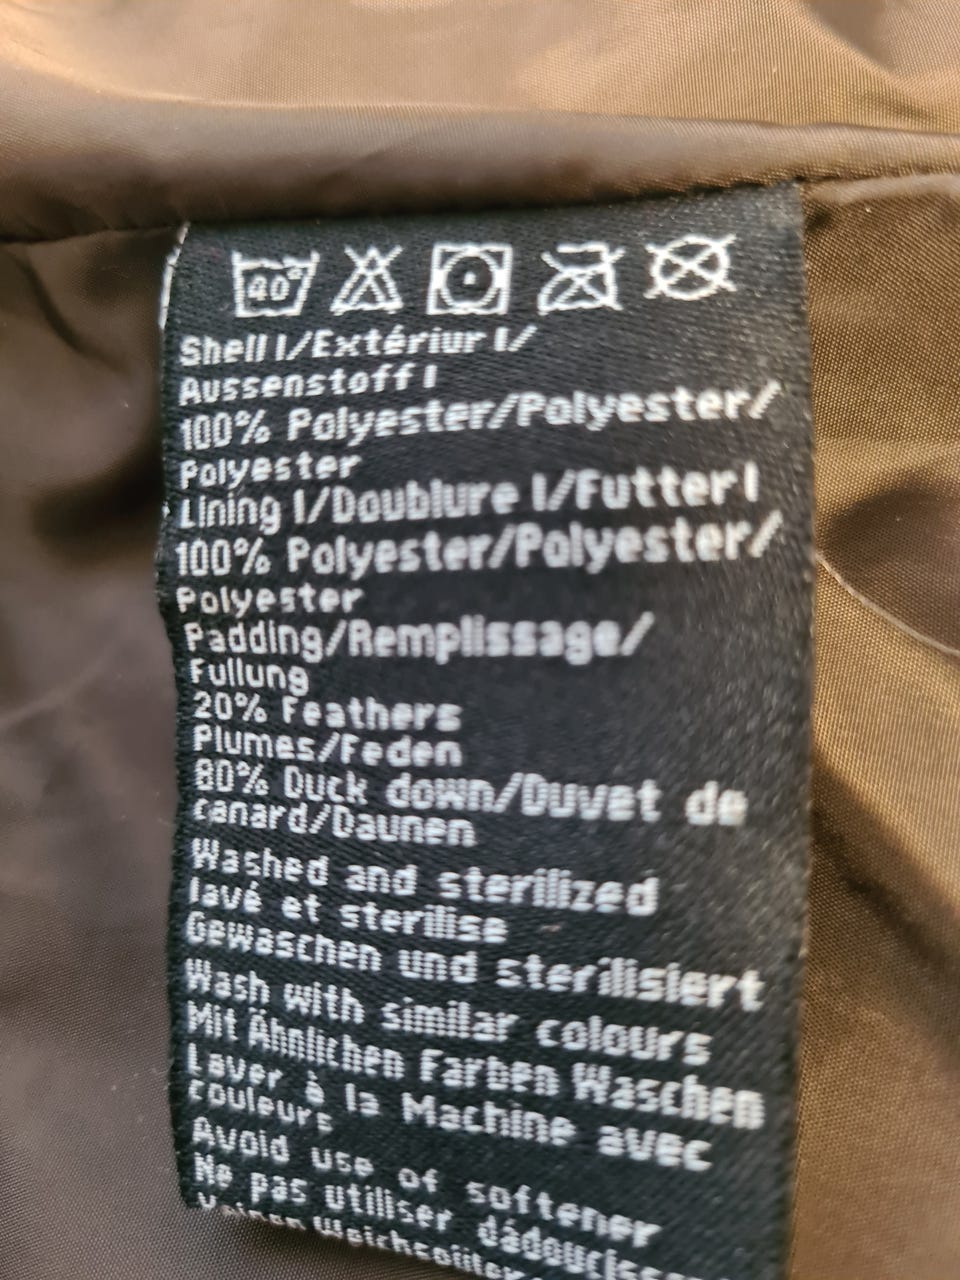 40°
Shell I/Extériur I/
Aussenstoff I
100% Polyester/Polyester/
Polyester
Lining I/Doublure I/Futter I
100% Polyester/Polyester/
Polyester
Padding/Remplissage/
Fullung
20% Feathers
Plumes/Feden
80% Duck down/Duvet de
canard/Daunen
Washed and sterilized
lavé et sterilise
Gewaschen und sterilisiert
Wash with similar colours
Mit Ähnlichen Farben Waschen
Laver à la Machine avec
couleurs
Avoid use of softener
Ne pas utiliser